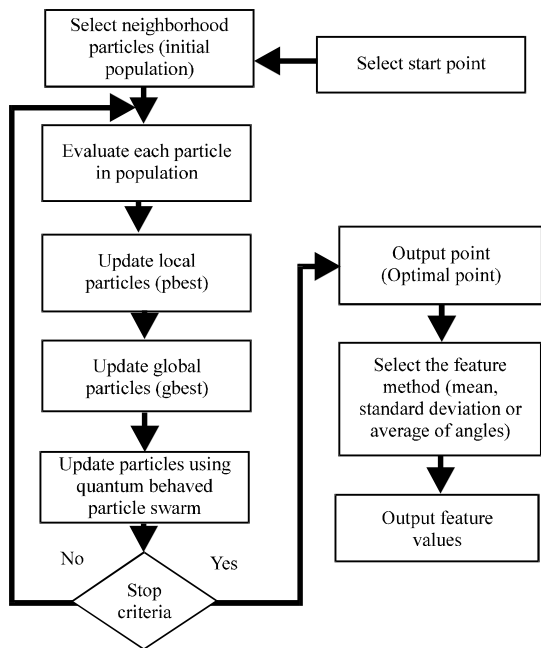 Select neighborhood
particles (initial
population)
Select start point
Evaluate each particle
in population
Update local
particles (pbest)
Update global
particles (gbest)
Update particles using
quantum behaved
particle swarm
No
Yes
Stop
criteria
Output point
(Optimal point)
Select the feature
method (mean,
standard deviation or
average of angles)
Output feature
values